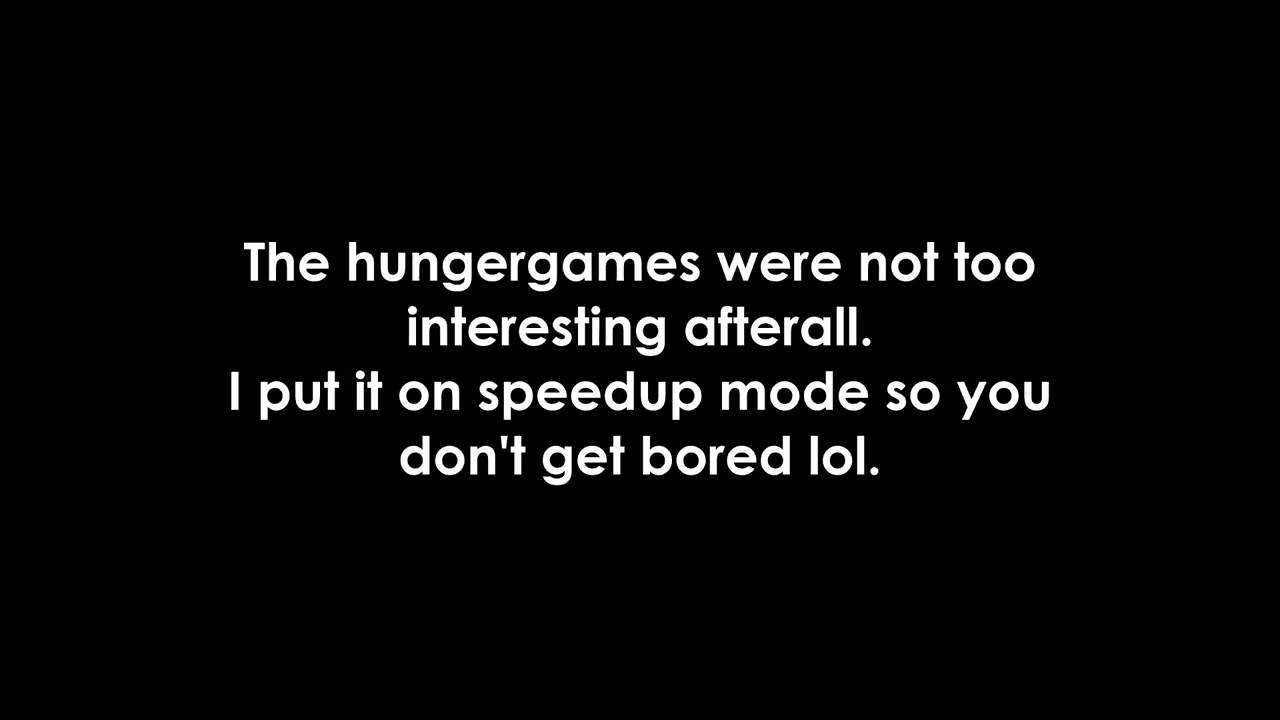 The hungergames were not too
interesting afterall.
I put it on speedup mode so you
don't get bored lol.